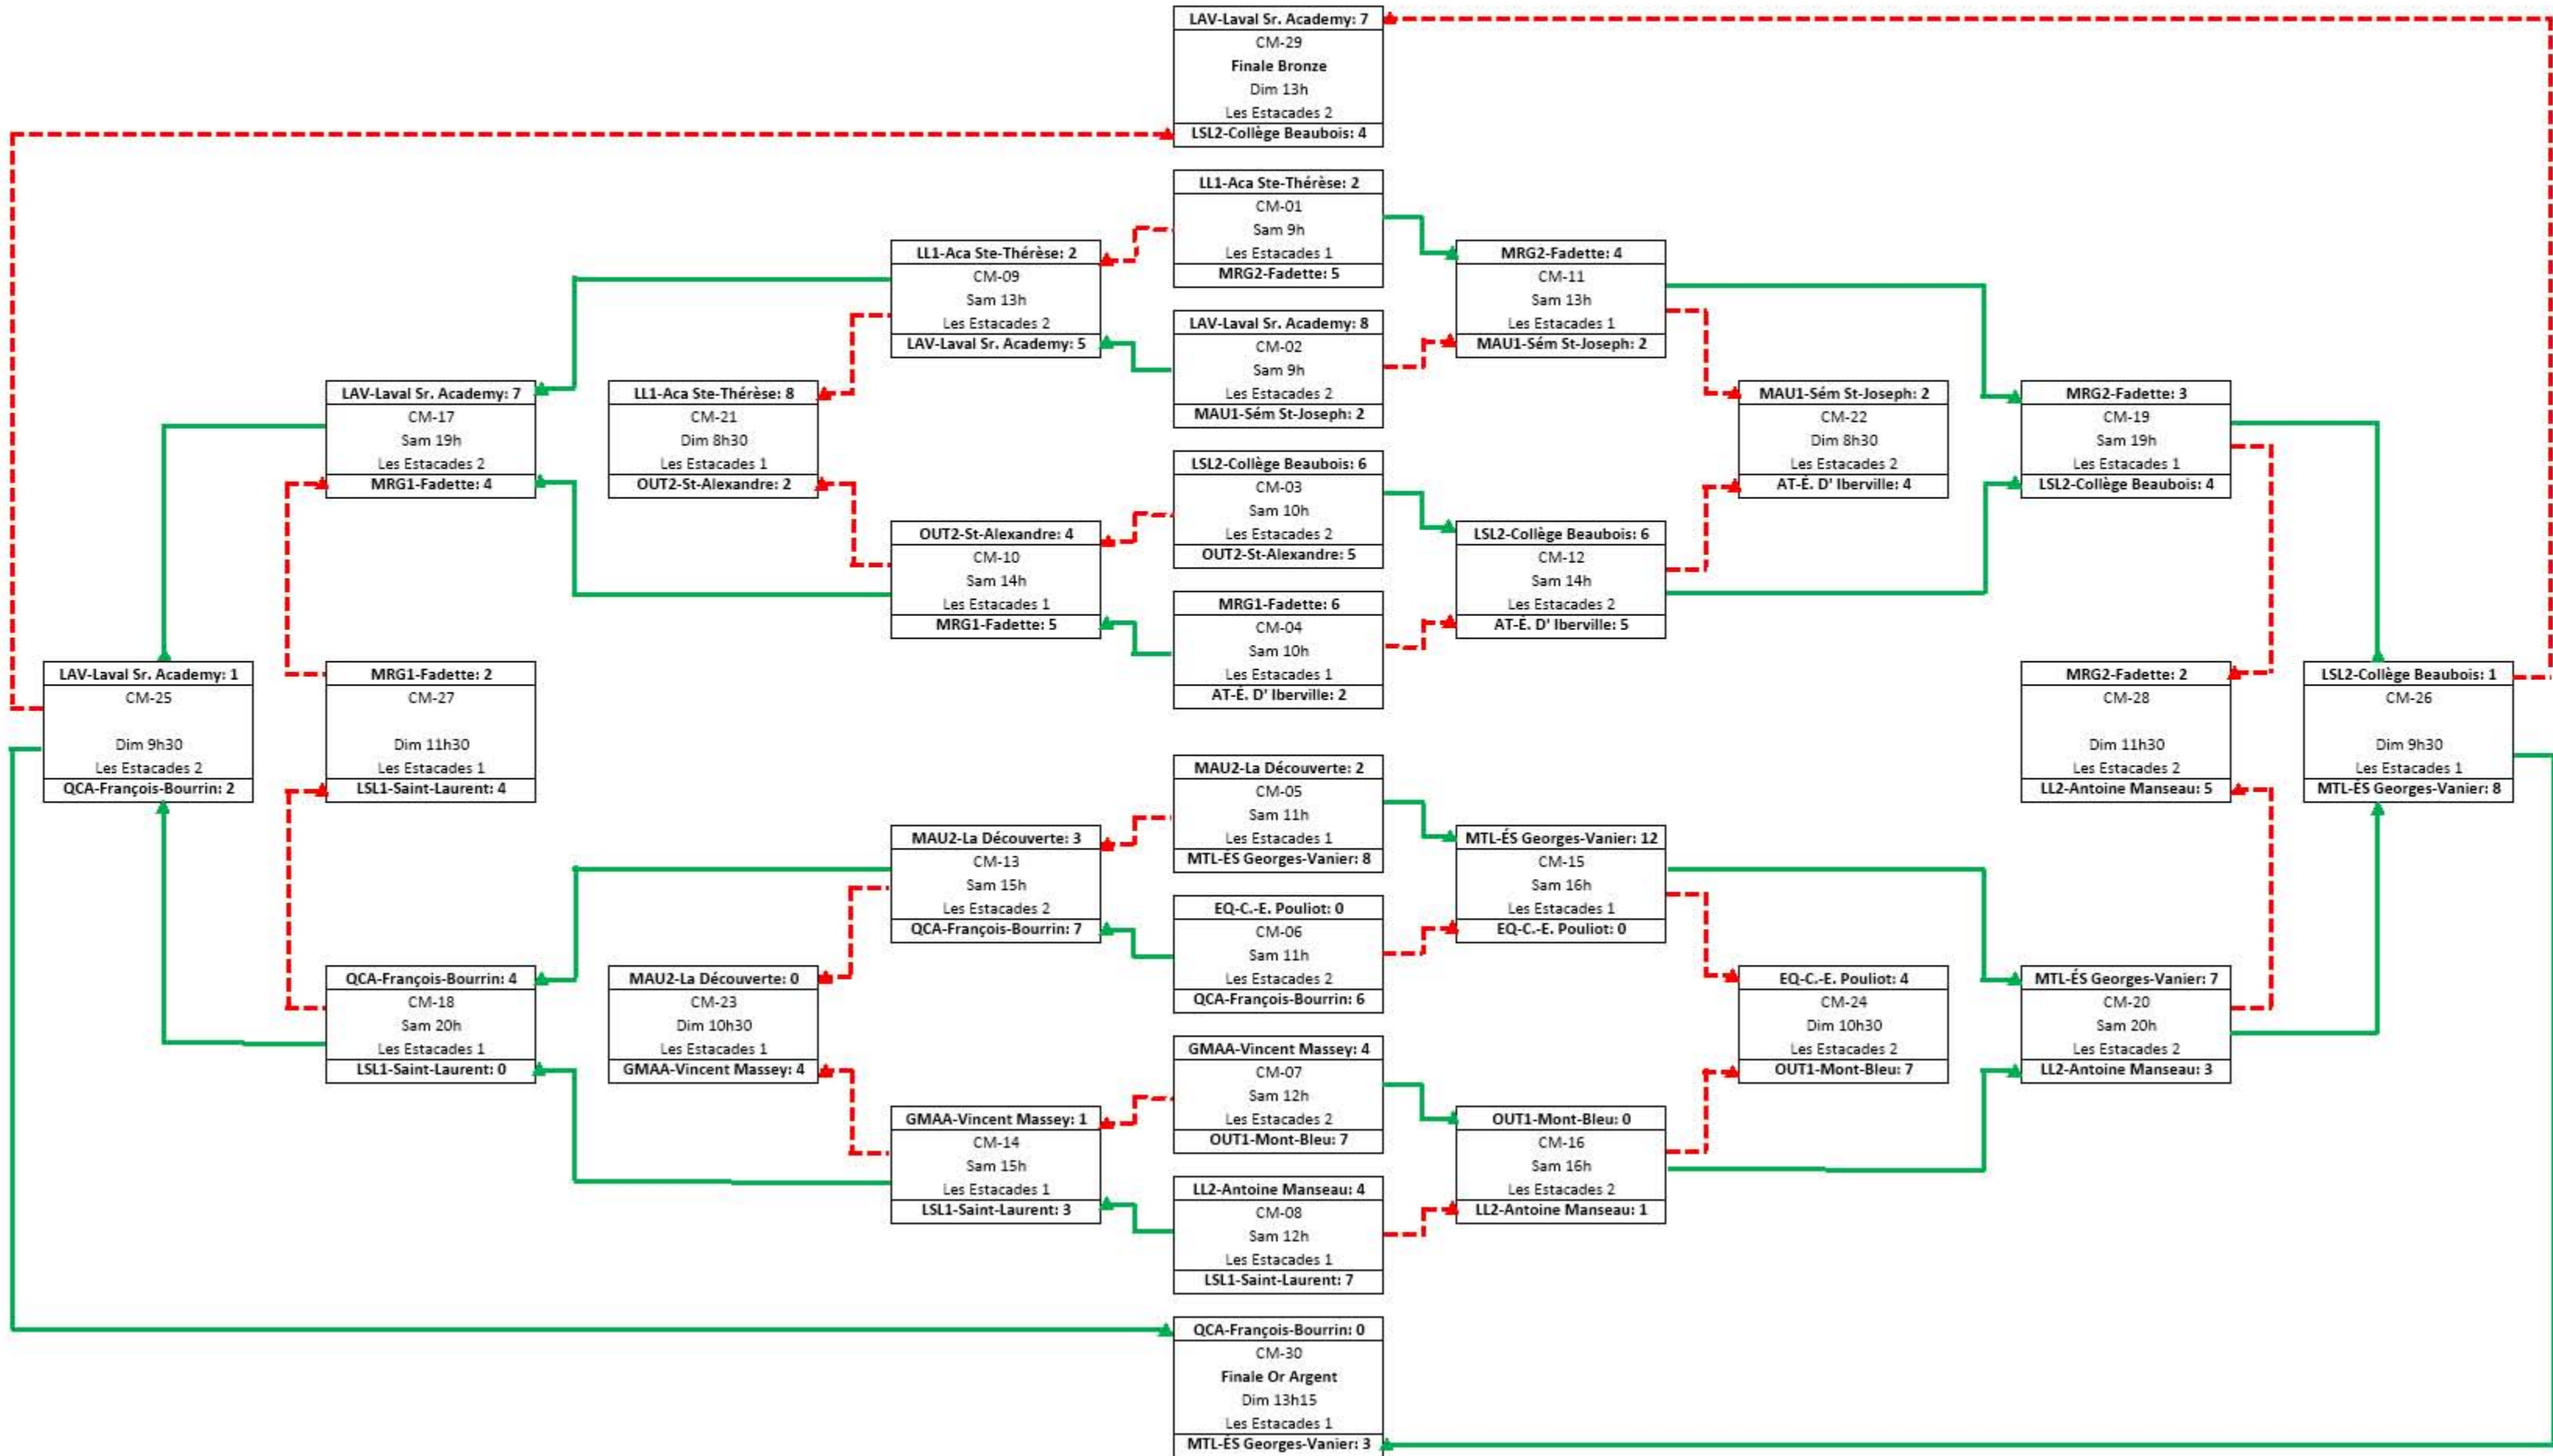 LAV-Laval Sr. Academy: 7
CM-29
Finale Bronze
Dim 13h
Les Estacades 2
LSL2-Collège Beaubois: 4
LL1-Aca Ste-Thérèse: 2
CM-01
Sam 9h
Les Estacades 1
MRG2-Fadette: 5
LL1-Aca Ste-Thérèse: 2
CM-09
Sam 13h
Les Estacades 2
LAV-Laval Sr. Academy: 5
MRG2-Fadette: 4
CM-11
Sam 13h
Les Estacades 1
MAU1-Sém St-Joseph: 2
LAV-Laval Sr. Academy: 8
CM-02
Sam 9h
Les Estacades 2
MAU1-Sém St-Joseph: 2
LAV-Laval Sr. Academy: 7
CM-17
Sam 19h
Les Estacades 2
MRG1-Fadette: 4
LL1-Aca Ste-Thérèse: 8
CM-21
Dim 8h30
Les Estacades 1
OUT2-St-Alexandre: 2
MAU1-Sém St-Joseph: 2
CM-22
Dim 8h30
Les Estacades 2
AT-É. D' Iberville: 4
MRG2-Fadette: 3
CM-19
Sam 19h
Les Estacades 1
LSL2-Collège Beaubois: 4
LSL2-Collège Beaubois: 6
CM-03
Sam 10h
Les Estacades 2
OUT2-St-Alexandre: 5
OUT2-St-Alexandre: 4
CM-10
Sam 14h
Les Estacades 1
MRG1-Fadette: 5
LSL2-Collège Beaubois: 6
CM-12
Sam 14h
Les Estacades 2
AT-É. D' Iberville: 5
MRG1-Fadette: 6
CM-04
Sam 10h
Les Estacades 1
AT-É. D' Iberville: 2
LAV-Laval Sr. Academy: 1
CM-25
Dim 9h30
Les Estacades 2
QCA-François-Bourrin: 2
MRG1-Fadette: 2
CM-27
Dim 11h30
Les Estacades 1
LSL1-Saint-Laurent: 4
MRG2-Fadette: 2
CM-28
Dim 11h30
Les Estacades 2
LL2-Antoine Manseau: 5
LSL2-Collège Beaubois: 1
CM-26
Dim 9h30
Les Estacades 1
MTL-ÉS Georges-Vanier: 8
MAU2-La Découverte: 2
CM-05
Sam 11h
Les Estacades 1
MTL-ÉS Georges-Vanier: 8
MAU2-La Découverte: 3
CM-13
Sam 15h
Les Estacades 2
QCA-François-Bourrin: 7
MTL-ÉS Georges-Vanier: 12
CM-15
Sam 16h
Les Estacades 1
EQ-C.-E. Pouliot: 0
EQ-C.-E. Pouliot: 0
CM-06
Sam 11h
Les Estacades 2
QCA-François-Bourrin: 6
QCA-François-Bourrin: 4
CM-18
Sam 20h
Les Estacades 1
LSL1-Saint-Laurent: 0
MAU2-La Découverte: 0
CM-23
Dim 10h30
Les Estacades 1
GMAA-Vincent Massey: 4
EQ-C.-E. Pouliot: 4
CM-24
Dim 10h30
Les Estacades 2
OUT1-Mont-Bleu: 7
MTL-ÉS Georges-Vanier: 7
CM-20
Sam 20h
Les Estacades 2
LL2-Antoine Manseau: 3
GMAA-Vincent Massey: 4
CM-07
Sam 12h
Les Estacades 2
OUT1-Mont-Bleu: 7
GMAA-Vincent Massey: 1
CM-14
Sam 15h
Les Estacades 1
LSL1-Saint-Laurent: 3
OUT1-Mont-Bleu: 0
CM-16
Sam 16h
Les Estacades 2
LL2-Antoine Manseau: 1
LL2-Antoine Manseau: 4
CM-08
Sam 12h
Les Estacades 1
LSL1-Saint-Laurent: 7
QCA-François-Bourrin: 0
CM-30
Finale Or Argent
Dim 13h15
Les Estacades 1
MTL-ÉS Georges-Vanier: 3